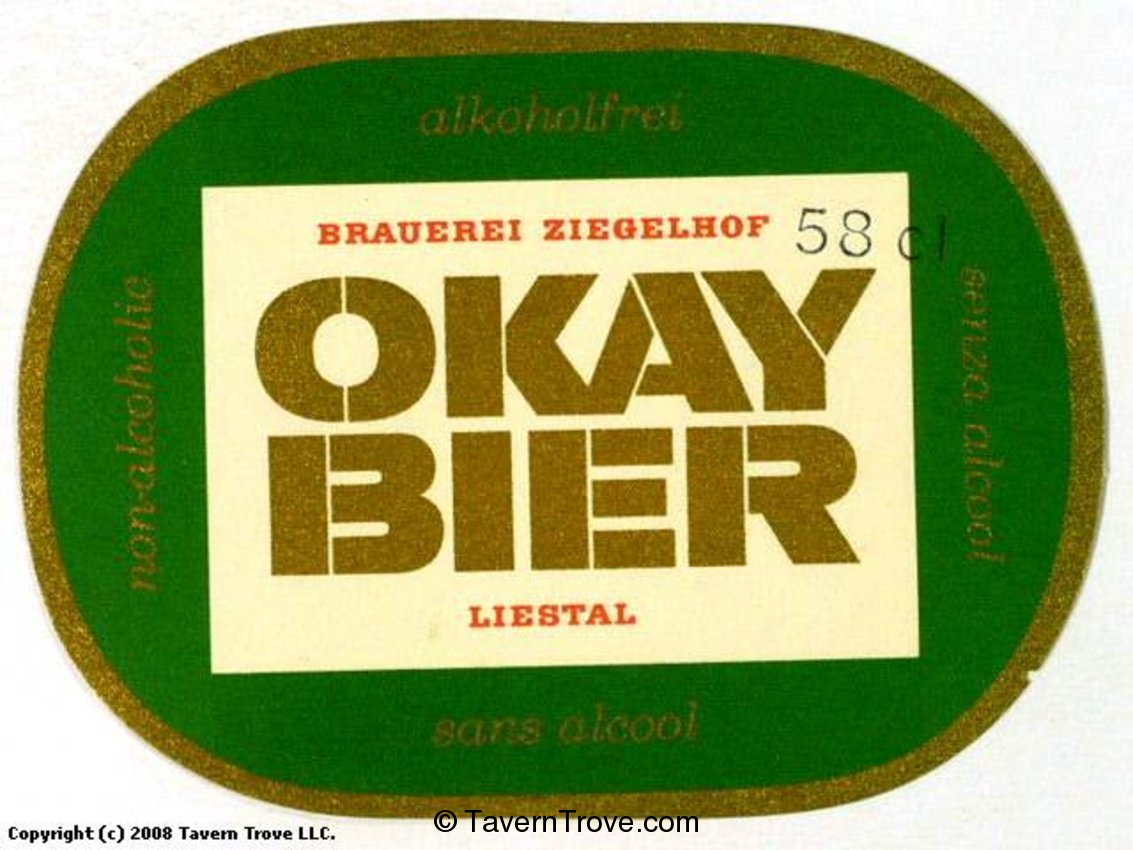 alkoholfrei
BRAUEREI ZIEGELHOF 58 cl
non-alcoholic
OKAY
BIER
senza alcool
LIESTAL
sans alcool
© TavernTrove.com
Copyright (c) 2008 Tavern Trove LLC.